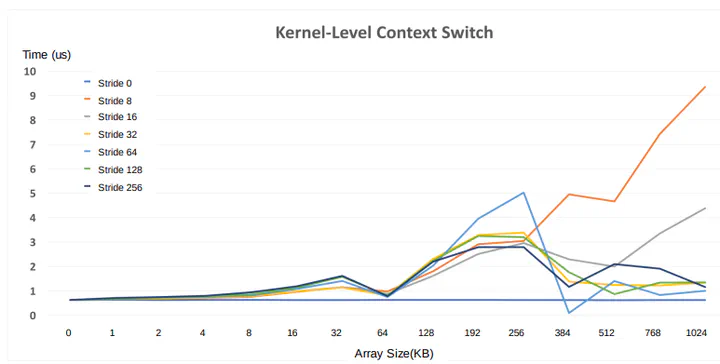 Kernel-Level Context Switch
Time (us)
10
9
8
7
6
5
4
3
2
1
0
Stride 0
Stride 8
Stride 16
Stride 32
Stride 64
Stride 128
Stride 256
0 1 2 4 8 16 32 64 128 192 256 384 512 768 1024
Array Size(KB)